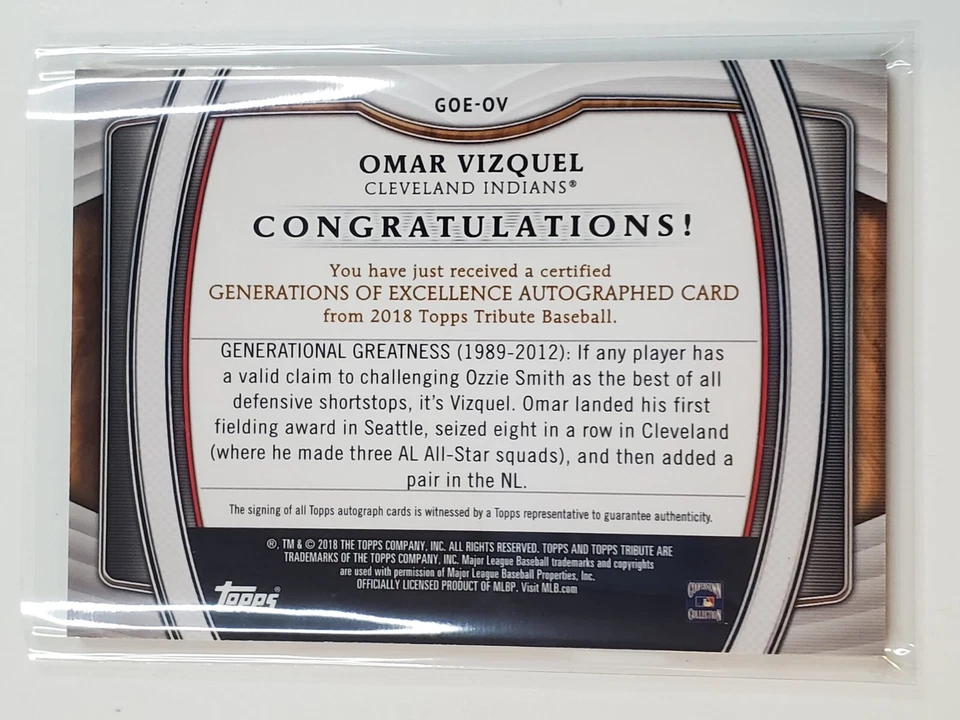 GOE-OV
OMAR VIZQUEL
CLEVELAND INDIANS®
CONGRATULATIONS!
You have just received a certified
GENERATIONS OF EXCELLENCE AUTOGRAPHED CARD
from 2018 Topps Tribute Baseball.
GENERATIONAL GREATNESS (1989-2012): If any player has
a valid claim to challenging Ozzie Smith as the best of all
defensive shortstops, it's Vizquel. Omar landed his first
fielding award in Seattle, seized eight in a row in Cleveland
(where he made three AL All-Star squads), and then added a
pair in the NL.
The signing of all Topps autograph cards is witnessed by a Topps representative to guarantee authenticity.
®, TM & © 2018 THE TOPPS COMPANY, INC. ALL RIGHTS RESERVED. TOPPS AND TOPPS TRIBUTE ARE
TRADEMARKS OF THE TOPPS COMPANY, INC. Major League Baseball trademarks and copyrights
are used with permission of Major League Baseball Properties, Inc.
OFFICIALLY LICENSED PRODUCT OF MLBP. Visit MLB.com
Topps®
COOPERSTOWN
COLLECTION